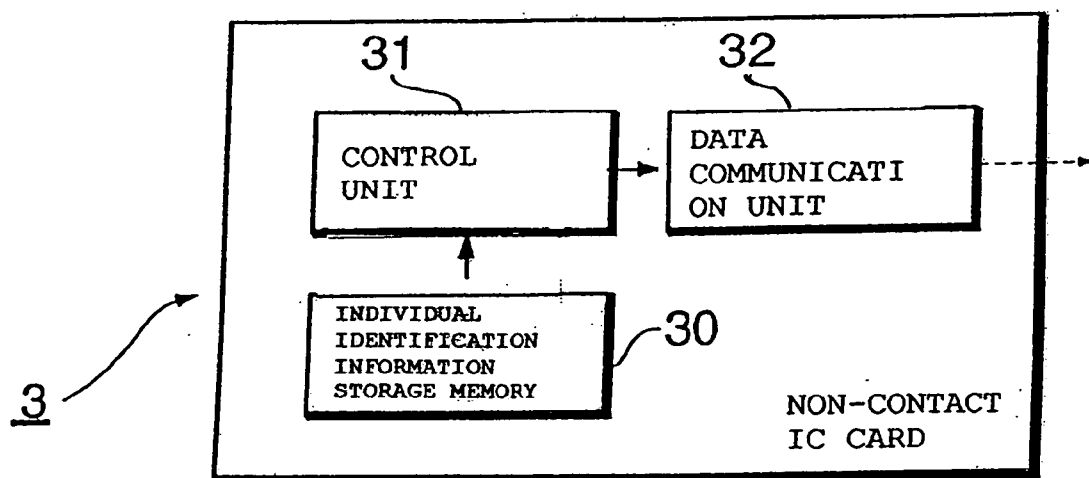 31
32
CONTROL
UNIT
DATA
COMMUNICATI
ON UNIT
INDIVIDUAL
IDENTIFICATION
INFORMATION
STORAGE MEMORY
30
3
NON-CONTACT
IC CARD